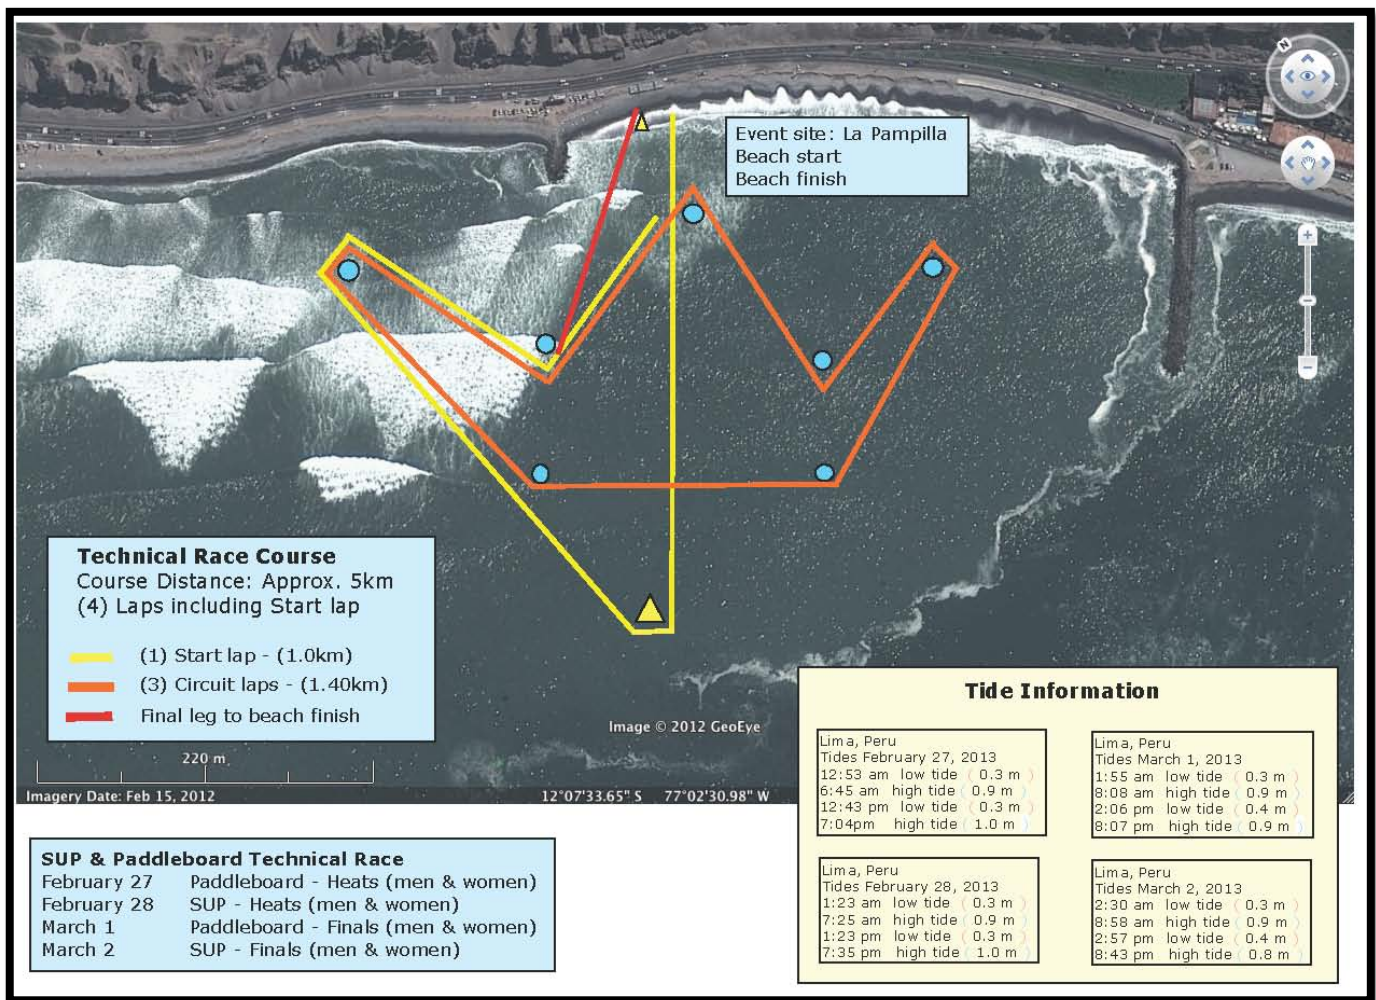 N
Event site: La Pampilla
Beach start
Beach finish
Technical Race Course
Course Distance: Approx. 5km
(4) Laps including Start lap
(1) Start lap - (1.0km)
(3) Circuit laps - (1.40km)
Final leg to beach finish
220 m
Image © 2012 GeoEye
Imagery Date: Feb 15, 2012
12°07'33.65" S 77°02'30.98" W
Tide Information
Lima, Peru
Tides February 27, 2013
12:53 am low tide ( 0.3 m )
6:45 am high tide ( 0.9 m )
12:43 pm low tide ( 0.3 m )
7:04pm high tide ( 1.0 m )
Lima, Peru
Tides March 1, 2013
1:55 am low tide ( 0.3 m )
8:08 am high tide ( 0.9 m )
2:06 pm low tide ( 0.4 m )
8:07 pm high tide ( 0.9 m )
Lima, Peru
Tides February 28, 2013
1:23 am low tide ( 0.3 m )
7:25 am high tide ( 0.9 m )
1:23 pm low tide ( 0.3 m )
7:35 pm high tide ( 1.0 m )
Lima, Peru
Tides March 2, 2013
2:30 am low tide ( 0.3 m )
8:58 am high tide ( 0.9 m )
2:57 pm low tide ( 0.4 m )
8:43 pm high tide ( 0.8 m )
SUP & Paddleboard Technical Race
February 27 Paddleboard - Heats (men & women)
February 28 SUP - Heats (men & women)
March 1 Paddleboard - Finals (men & women)
March 2 SUP - Finals (men & women)